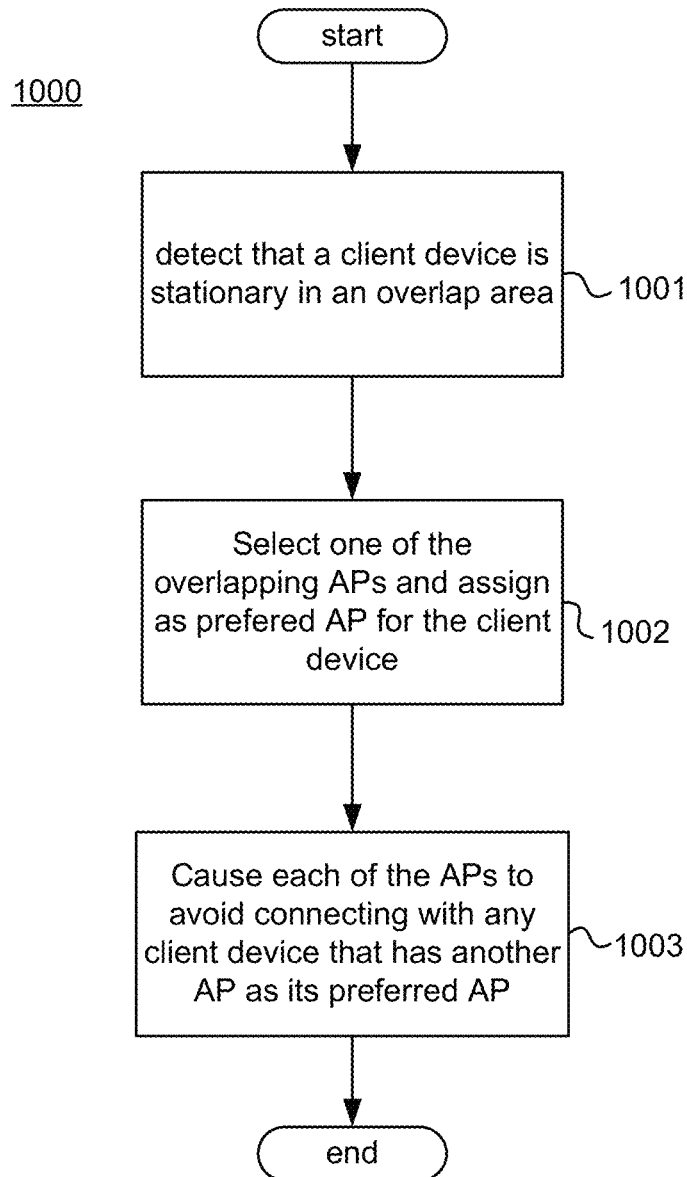 start
1000
detect that a client device is
stationary in an overlap area
1001
Select one of the
overlapping APs and assign
as prefered AP for the client
device
1002
Cause each of the APs to
avoid connecting with any
client device that has another
AP as its preferred AP
1003
end